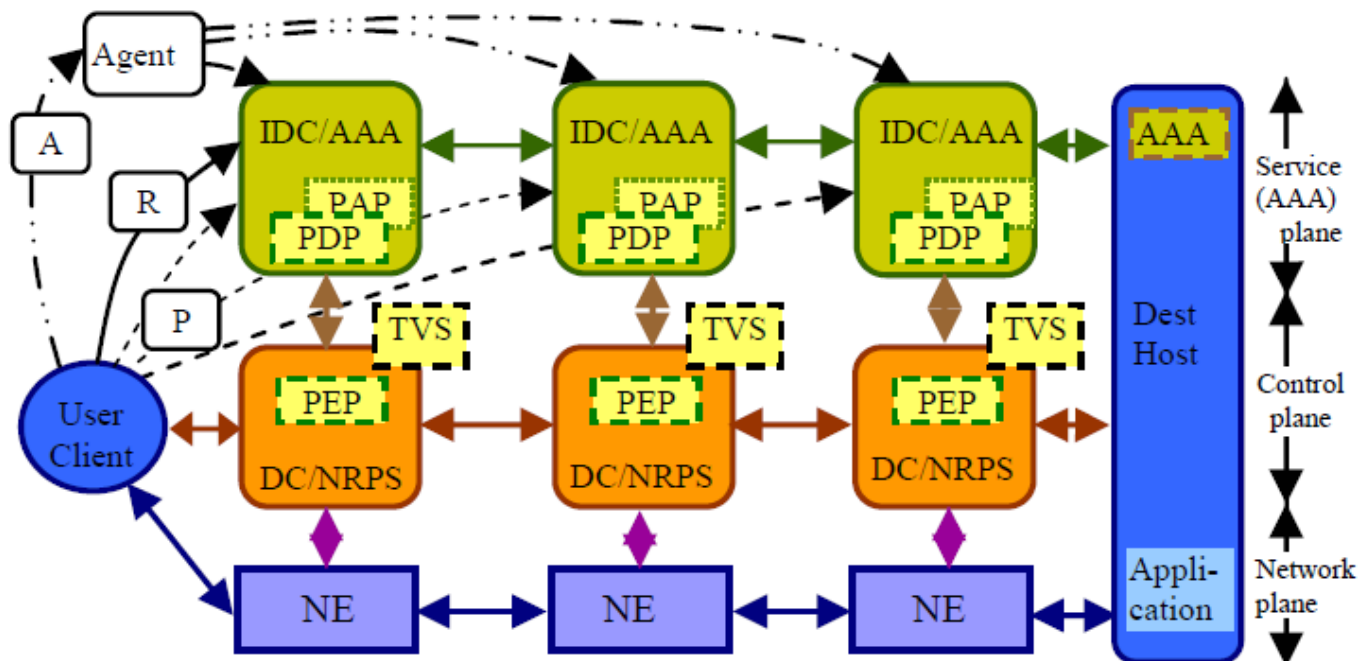 Agent
A
R
P
User
Client
IDC/AAA
PAP
PDP
IDC/AAA
PAP
PDP
IDC/AAA
PAP
PDP
TVS
PEP
DC/NRPS
TVS
PEP
DC/NRPS
TVS
PEP
DC/NRPS
NE
NE
NE
AAA
Dest
Host
Appli-
cation
Service
(AAA)
plane
Control
plane
Network
plane